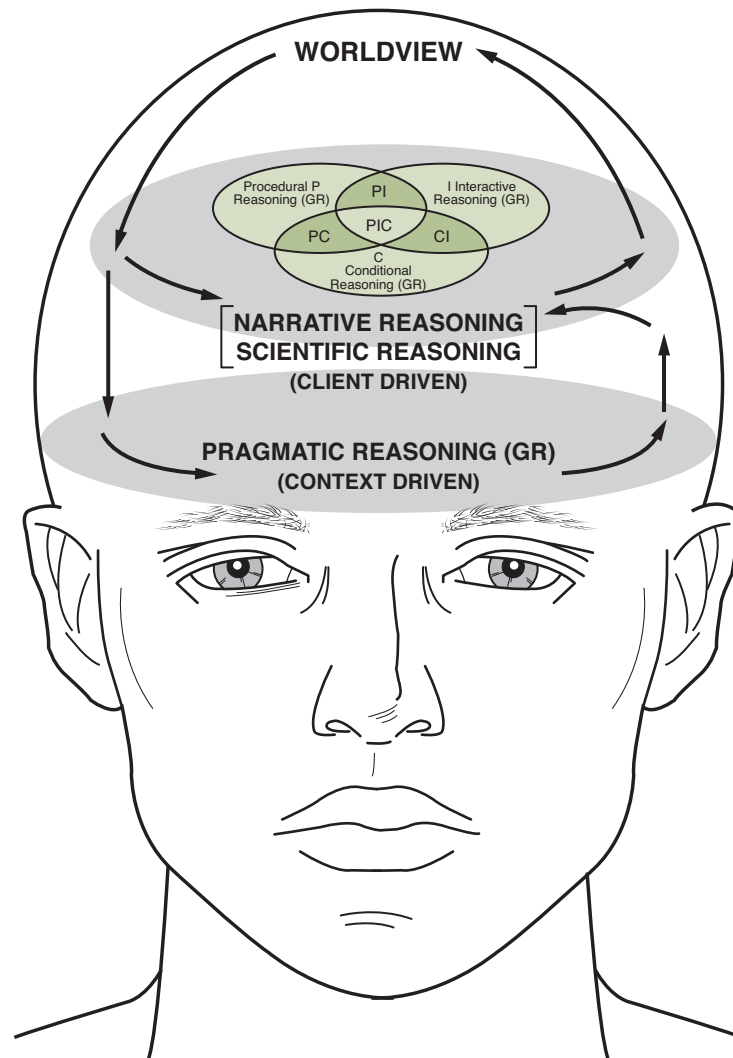 WORLDVIEW
Procedural P
Reasoning (GR)
PI
I Interactive
Reasoning (GR)
PC
PIC
CI
C
Conditional
Reasoning (GR)
NARRATIVE REASONING
SCIENTIFIC REASONING
(CLIENT DRIVEN)
PRAGMATIC REASONING (GR)
(CONTEXT DRIVEN)